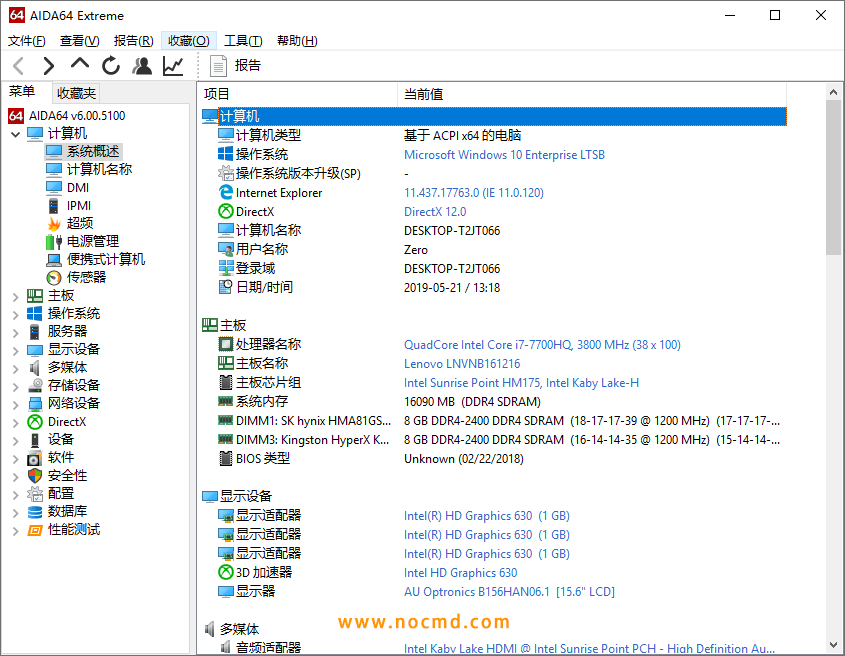 AIDA64 Extreme
文件(F) 查看(V) 报告(R) 收藏(O) 工具(T) 帮助(H)
报告
菜单 收藏夹
AIDA64 v6.00.5100
计算机
系统概述
计算机名称
DMI
IPMI
超频
电源管理
便携式计算机
传感器
主板
操作系统
服务器
显示设备
多媒体
存储设备
网络设备
DirectX
设备
软件
安全性
配置
数据库
性能测试
项目 当前值
计算机
计算机类型 基于 ACPI x64 的电脑
操作系统 Microsoft Windows 10 Enterprise LTSB
操作系统版本升级(SP) -
Internet Explorer 11.437.17763.0 (IE 11.0.120)
DirectX DirectX 12.0
计算机名称 DESKTOP-T2JT066
用户名称 Zero
登录域 DESKTOP-T2JT066
日期/时间 2019-05-21 / 13:18
主板
处理器名称 QuadCore Intel Core i7-7700HQ, 3800 MHz (38 x 100)
主板名称 Lenovo LNVNB161216
主板芯片组 Intel Sunrise Point HM175, Intel Kaby Lake-H
系统内存 16090 MB (DDR4 SDRAM)
DIMM1: SK hynix HMA81GS... 8 GB DDR4-2400 DDR4 SDRAM (18-17-17-39 @ 1200 MHz) (17-17-17-...
DIMM3: Kingston HyperX K... 8 GB DDR4-2400 DDR4 SDRAM (16-14-14-35 @ 1200 MHz) (15-14-14-...
BIOS 类型 Unknown (02/22/2018)
显示设备
显示适配器 Intel(R) HD Graphics 630 (1 GB)
显示适配器 Intel(R) HD Graphics 630 (1 GB)
显示适配器 Intel(R) HD Graphics 630 (1 GB)
3D 加速器 Intel HD Graphics 630
显示器 AU Optronics B156HAN06.1 [15.6" LCD]
www.nocmd.com
多媒体
音频适配器 Intel Kaby Lake HDMI @ Intel Sunrise Point PCH - High Definition Au...